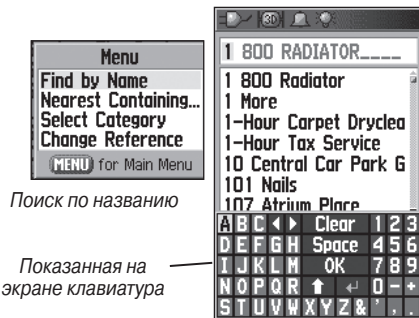 Menu
Find by Name
Nearest Containing...
Select Category
Change Reference
MENU for Main Menu
Поиск по названию
Показанная на
экране клавиатура
3D
1 800 RADIATOR____
1 800 Radiator
1 More
1-Hour Carpet Dryclea
1-Hour Tax Service
10 Central Car Park G
101 Nails
107 Atrium Place
A B C Clear 1 2 3
D E F G H Space 4 5 6
I J K L M OK 7 8 9
N O P Q R 0 - +
S T U V W X Y Z & ' , .